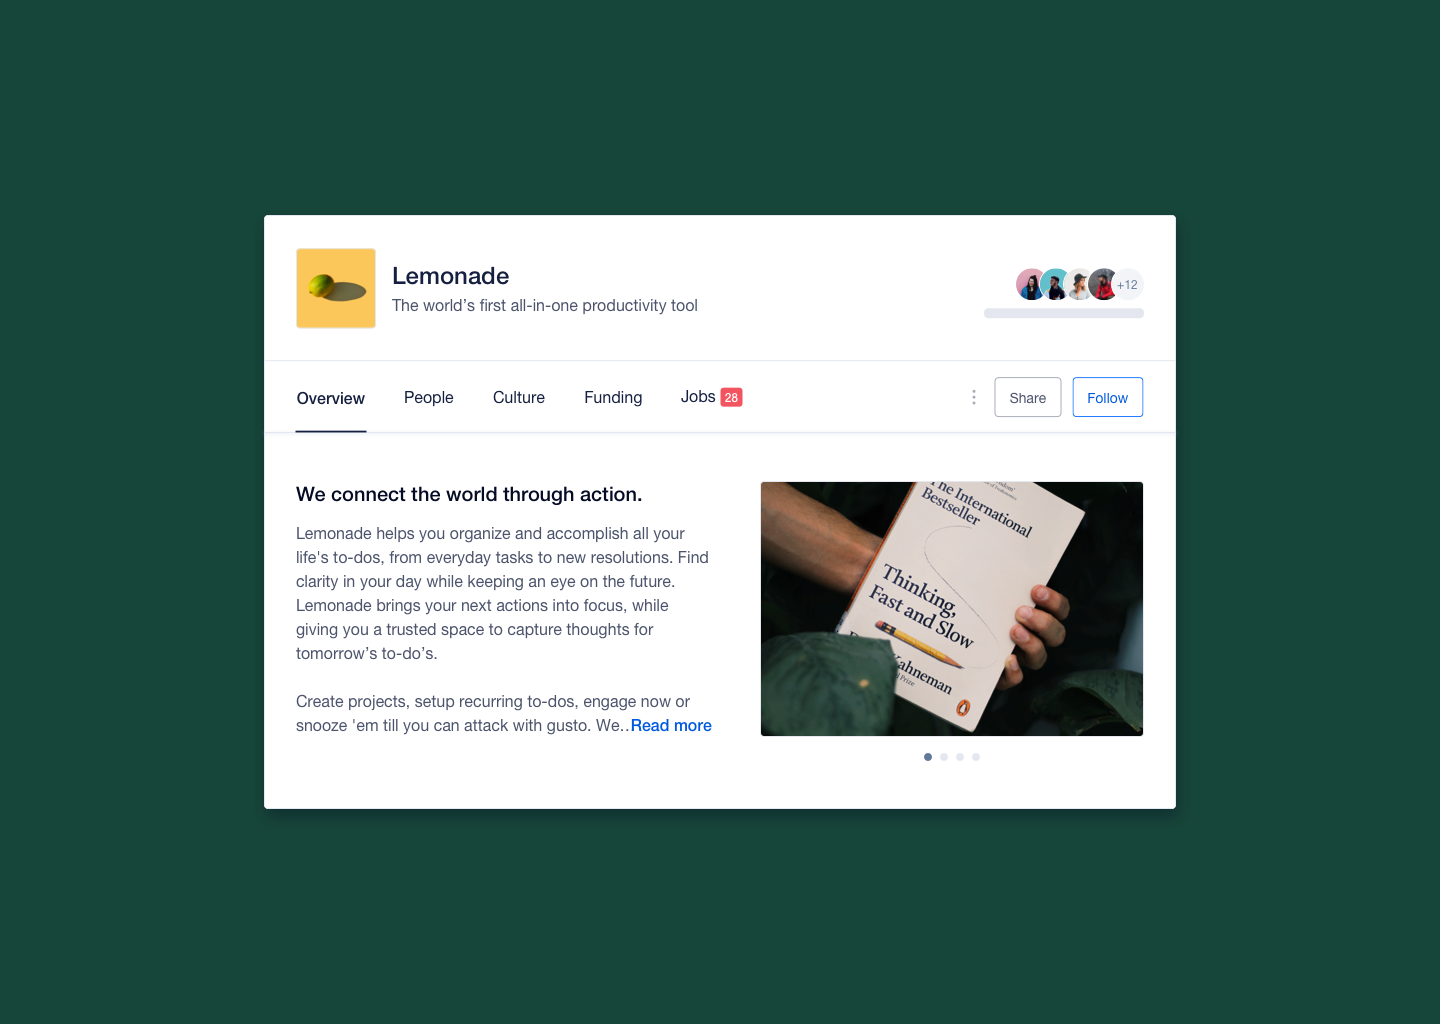 Lemonade
The world’s first all-in-one productivity tool
+12
Overview
People
Culture
Funding
Jobs 28
Share
Follow
We connect the world through action.
Lemonade helps you organize and accomplish all your
life's to-dos, from everyday tasks to new resolutions. Find
clarity in your day while keeping an eye on the future.
Lemonade brings your next actions into focus, while
giving you a trusted space to capture thoughts for
tomorrow’s to-do’s.
Create projects, setup recurring to-dos, engage now or
snooze 'em till you can attack with gusto. We..Read more
The International
Bestseller
Thinking,
Fast and Slow
Kahneman
Prize